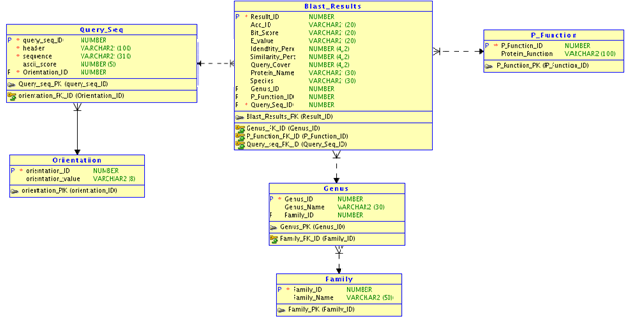 Query_Seq
P * query_seq_ID NUMBER
* header VARCHAR2 (100)
* sequence VARCHAR2 (310)
ascii_score NUMBER (5)
F * Orientation_ID NUMBER
Query_seq_PK (query_seq_ID)
orientation_FK_ID (Orientation_ID)
Orientation
P * orientation_ID NUMBER
orientation_value VARCHAR2 (8)
orientation_PK (orientation_ID)
Blast_Results
P * Result_ID NUMBER
Acc_ID VARCHAR2 (20)
Bit_Score VARCHAR2 (20)
E_value VARCHAR2 (20)
Identity_Perc NUMBER (4,2)
Similarity_Perc NUMBER (4,2)
Query_Cover NUMBER (4,2)
Protein_Name VARCHAR2 (30)
Species VARCHAR2 (30)
F Genus_ID NUMBER
F P_Function_ID NUMBER
F * Query_Seq_ID NUMBER
Blast_Results_PK (Result_ID)
Genus_FK_ID (Genus_ID)
P_Function_FK_ID (P_Function_ID)
Query_seq_FK_ID (Query_Seq_ID)
P_Function
P * P_Function_ID NUMBER
Protein_Function VARCHAR2 (100)
P_Function_PK (P_Function_ID)
Genus
P * Genus_ID NUMBER
Genus_Name VARCHAR2 (30)
F Family_ID NUMBER
Genus_PK (Genus_ID)
Family_FK_ID (Family_ID)
Family
P * Family_ID NUMBER
Family_Name VARCHAR2 (50)
Family_PK (Family_ID)